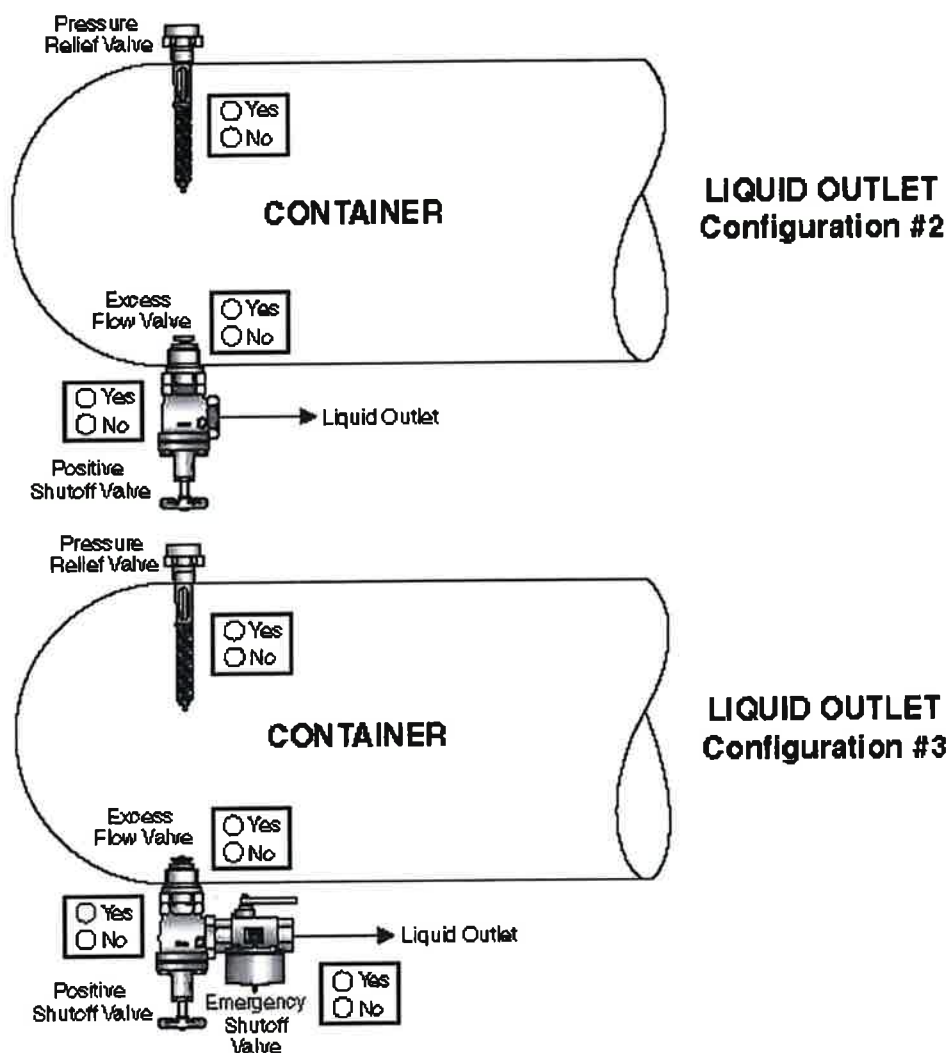 Pressure
Relief Valve
Yes
No
CONTAINER
LIQUID OUTLET
Configuration #2
Excess
Flow Valve
Yes
No
Yes
No
Liquid Outlet
Positive
Shutoff Valve
Pressure
Relief Valve
Yes
No
CONTAINER
LIQUID OUTLET
Configuration #3
Excess
Flow Valve
Yes
No
Yes
No
Liquid Outlet
Positive
Shutoff Valve
Emergency
Shutoff
Valve
Yes
No